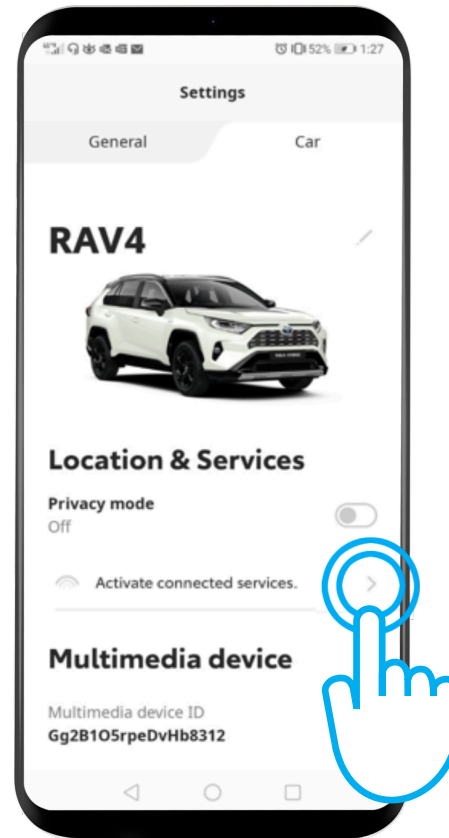 52% 1:27
Settings
General Car
RAV4
Location & Services
Privacy mode
Off
Activate connected services.
Multimedia device
Multimedia device ID
Gg2B1O5rpeDvHb8312